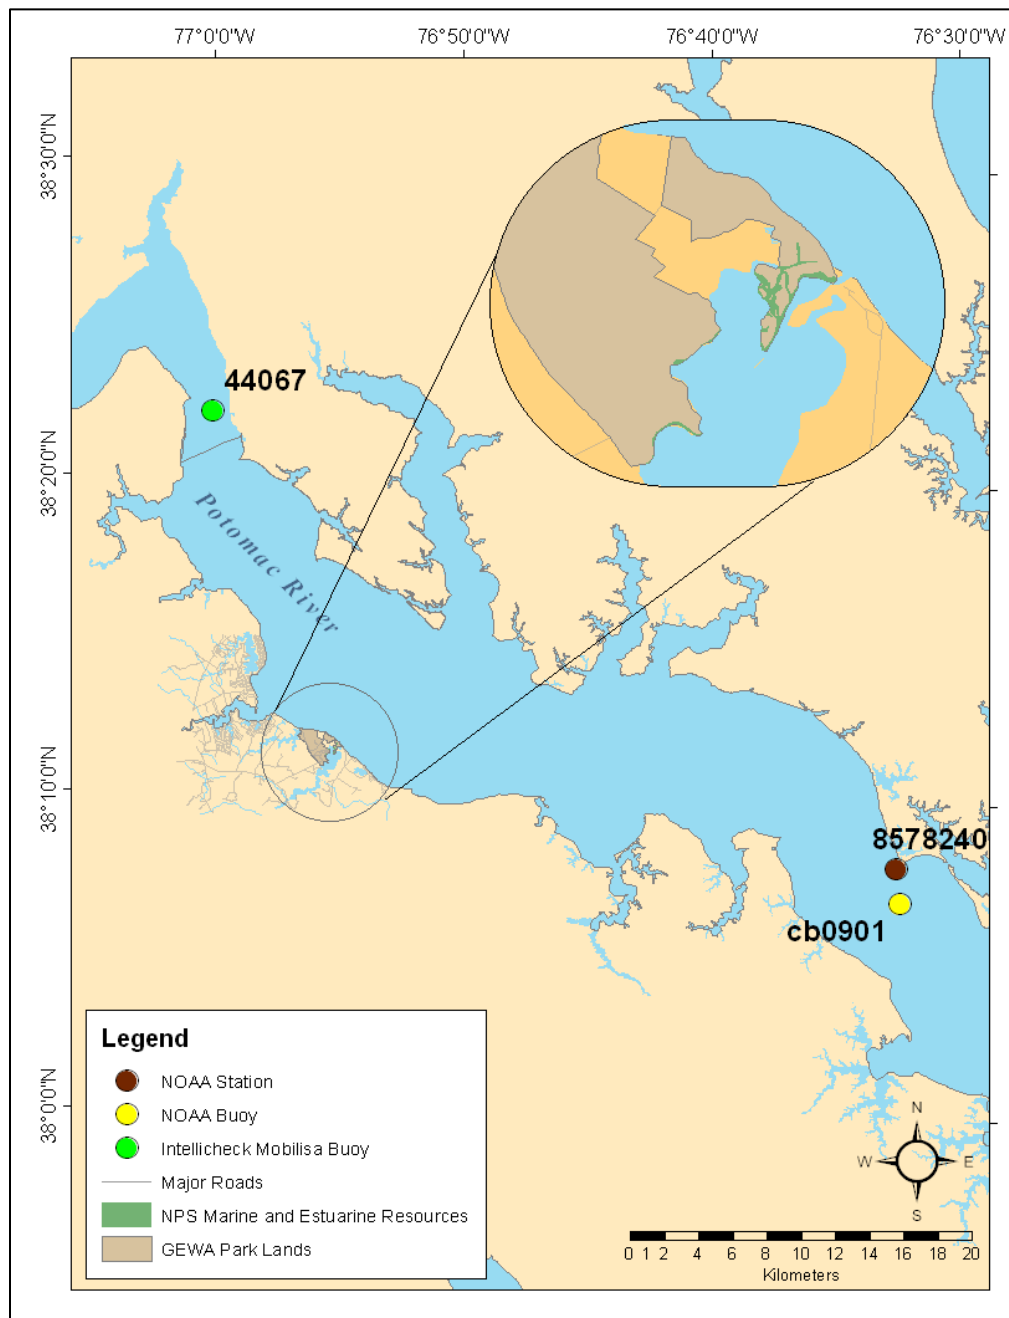 77°0'0"W 76°50'0"W 76°40'0"W 76°30'0"W
38°30'0"N
44067
38°20'0"N
Potomac River
38°10'0"N
8578240
cb0901
Legend
NOAA Station
NOAA Buoy
Intellicheck Mobilisa Buoy
Major Roads
NPS Marine and Estuarine Resources
GEWA Park Lands
38°0'0"N
N
W E
S
0 1 2 4 6 8 10 12 14 16 18 20
Kilometers